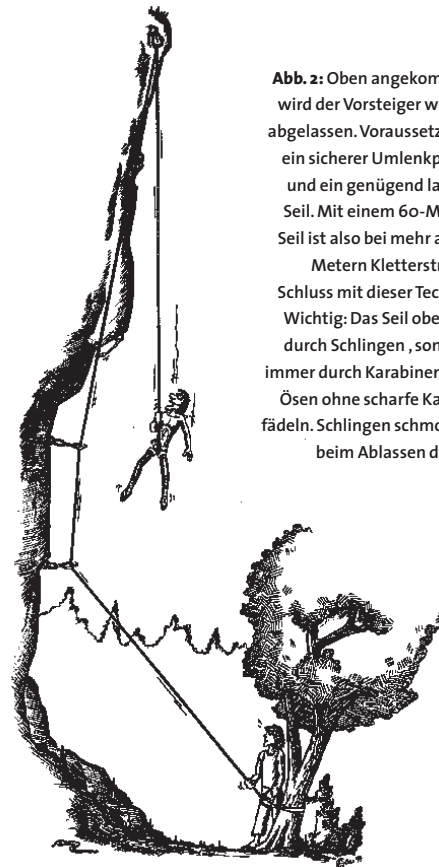 Abb. 2: Oben angekom
wird der Vorsteiger w
abgelassen. Voraussetz
ein sicherer Umlenkp
und ein genügend la
Seil. Mit einem 60-M
Seil ist also bei mehr a
Metern Kletterstr
Schluss mit dieser Tec
Wichtig: Das Seil obe
durch Schlingen , son
immer durch Karabiner
Ösen ohne scharfe Ka
fädeln. Schlingen schmo
beim Ablassen d